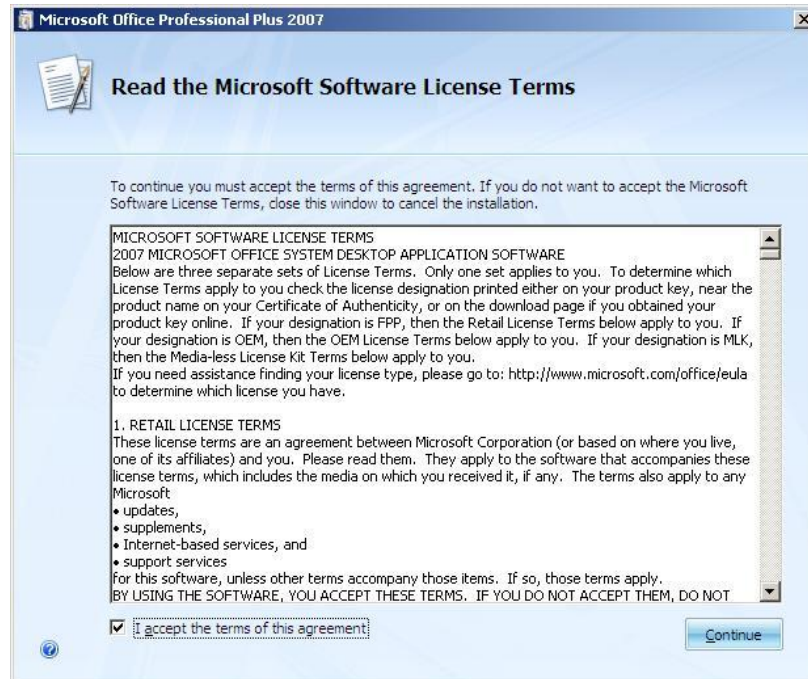 Microsoft Office Professional Plus 2007
Read the Microsoft Software License Terms
To continue you must accept the terms of this agreement. If you do not want to accept the Microsoft
Software License Terms, close this window to cancel the installation.
MICROSOFT SOFTWARE LICENSE TERMS
2007 MICROSOFT OFFICE SYSTEM DESKTOP APPLICATION SOFTWARE
Below are three separate sets of License Terms.  Only one set applies to you.  To determine which
License Terms apply to you check the license designation printed either on your product key, near the
product name on your Certificate of Authenticity, or on the download page if you obtained your
product key online.  If your designation is FPP, then the Retail License Terms below apply to you.  If
your designation is OEM, then the OEM License Terms below apply to you.  If your designation is MLK,
then the Media-less License Kit Terms below apply to you.
If you need assistance finding your license type, please go to: http://www.microsoft.com/office/eula
to determine which license you have.
1. RETAIL LICENSE TERMS
These license terms are an agreement between Microsoft Corporation (or based on where you live,
one of its affiliates) and you.  Please read them.  They apply to the software that accompanies these
license terms, which includes the media on which you received it, if any.  The terms also apply to any
Microsoft
• updates,
• supplements,
• Internet-based services, and
• support services
for this software, unless other terms accompany those items.  If so, those terms apply.
BY USING THE SOFTWARE, YOU ACCEPT THESE TERMS.  IF YOU DO NOT ACCEPT THEM, DO NOT
I accept the terms of this agreement
Continue